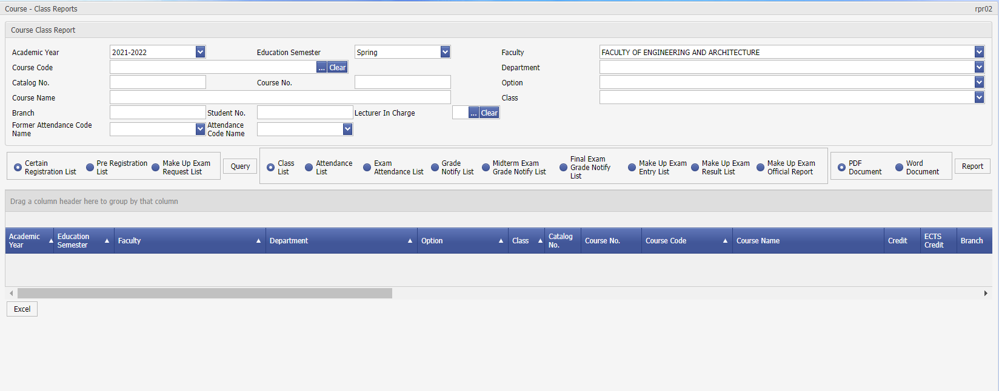 Course - Class Reports
rpr02
Course Class Report
Academic Year
2021-2022
Education Semester
Spring
Faculty
FACULTY OF ENGINEERING AND ARCHITECTURE
Course Code
...
Clear
Department
Catalog No.
Course No.
Option
Course Name
Class
Branch
Student No.
Lecturer In Charge
...
Clear
Former Attendance Code
Name
Attendance
Code Name
Certain
Registration List
Pre Registration
List
Make Up Exam
Request List
Query
Class
List
Attendance
List
Exam
Attendance List
Grade
Notify List
Midterm Exam
Grade Notify List
Final Exam
Grade Notify
List
Make Up Exam
Entry List
Make Up Exam
Result List
Make Up Exam
Official Report
PDF
Document
Word
Document
Report
Drag a column header here to group by that column
Academic
Year
Education
Semester
Faculty
Department
Option
Class
Catalog
No.
Course No.
Course Code
Course Name
Credit
ECTS
Credit
Branch
Excel